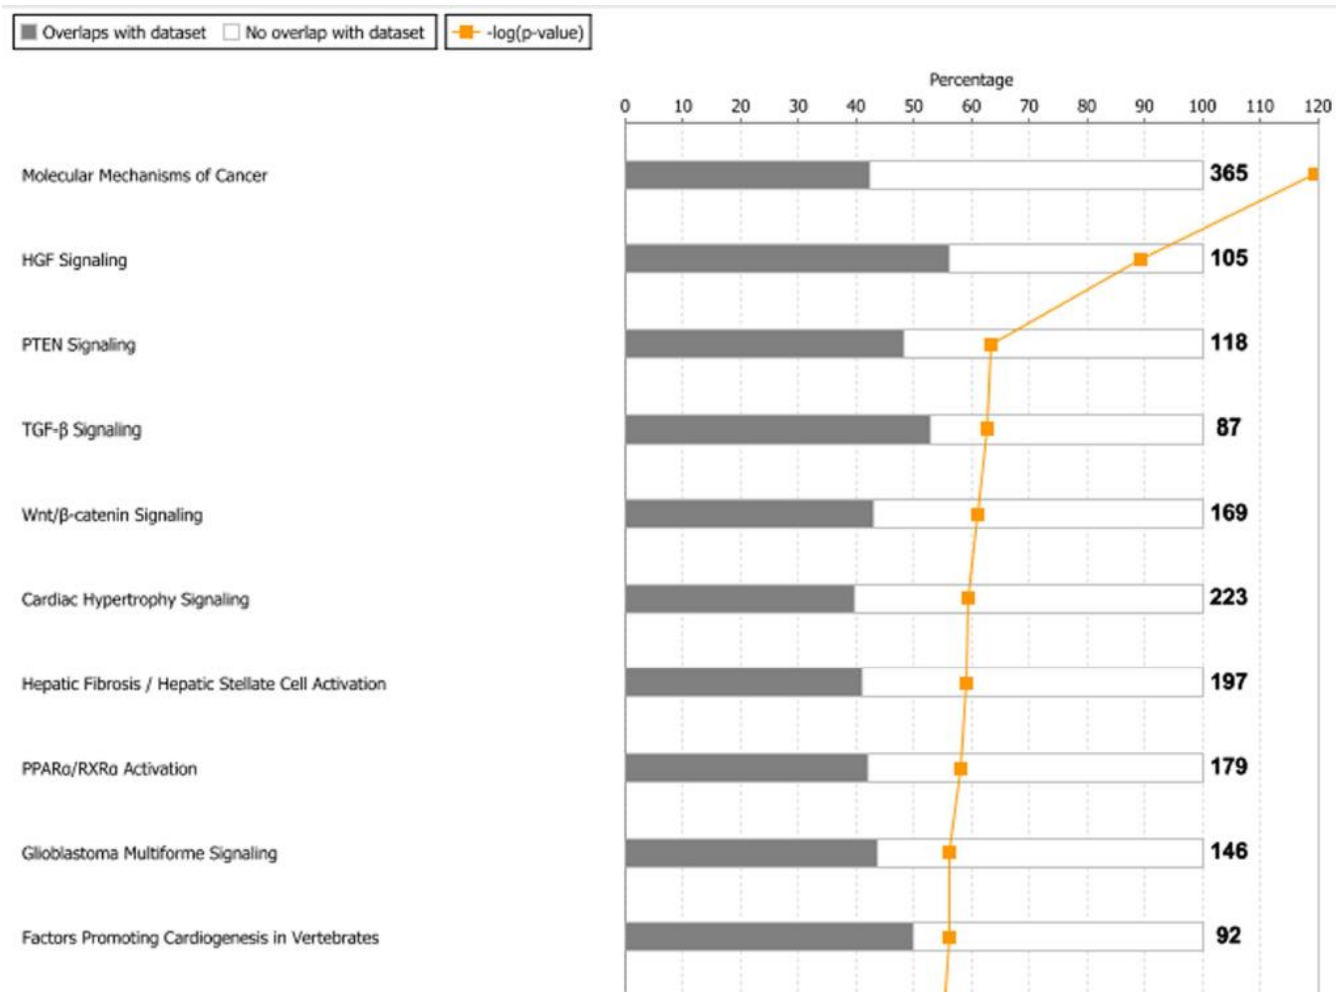 Overlaps with dataset No overlap with dataset -log(p-value)
Percentage
0 10 20 30 40 50 60 70 80 90 100 110 120
Molecular Mechanisms of Cancer 365
HGF Signaling 105
PTEN Signaling 118
TGF-β Signaling 87
Wnt/β-catenin Signaling 169
Cardiac Hypertrophy Signaling 223
Hepatic Fibrosis / Hepatic Stellate Cell Activation 197
PPARα/RXRα Activation 179
Glioblastoma Multiforme Signaling 146
Factors Promoting Cardiogenesis in Vertebrates 92